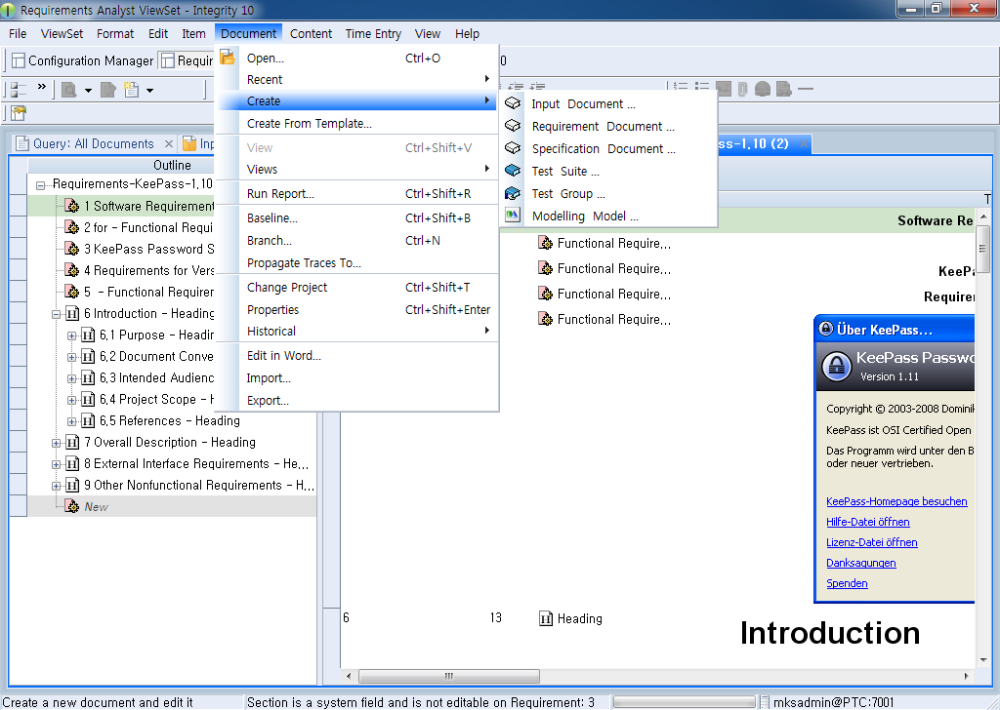 Requirements Analyst ViewSet - Integrity 10
File ViewSet Format Edit Item Document Content Time Entry View Help
Configuration Manager Requir
Open... Ctrl+O
Recent
Create
Create From Template...
View Ctrl+Shift+V
Views
Run Report... Ctrl+Shift+R
Baseline... Ctrl+Shift+B
Branch... Ctrl+N
Propagate Traces To...
Change Project Ctrl+Shift+T
Properties Ctrl+Shift+Enter
Historical
Edit in Word...
Import...
Export...
Input Document ...
Requirement Document ...
Specification Document ...
Test Suite ...
Test Group ...
Modelling Model ...
0
»
Query: All Documents Inp
ss-1.10 (2)
Outline
T
Requirements-KeePass-1.10
1 Software Requirement
2 for - Functional Requi
3 KeePass Password S
4 Requirements for Vers
5 - Functional Requirer
6 Introduction - Heading
6.1 Purpose - Headir
6.2 Document Conve
6.3 Intended Audienc
6.4 Project Scope - H
6.5 References - Heading
7 Overall Description - Heading
8 External Interface Requirements - He...
9 Other Nonfunctional Requirements - H...
New
Software Re
Functional Require...
Functional Require...
KeeP
Functional Require...
Requirer
Functional Require...
Über KeePass...
KeePass Passwo
Version 1.11
Copyright © 2003-2008 Dominik
KeePass ist OSI Certified Open
Das Programm wird unter den B
oder neuer vertrieben.
KeePass-Homepage besuchen
Hilfe-Datei öffnen
Lizenz-Datei öffnen
Danksagungen
Spenden
6 13 Heading
Introduction
Create a new document and edit it
Section is a system field and is not editable on Requirement: 3
mksadmin@PTC:7001